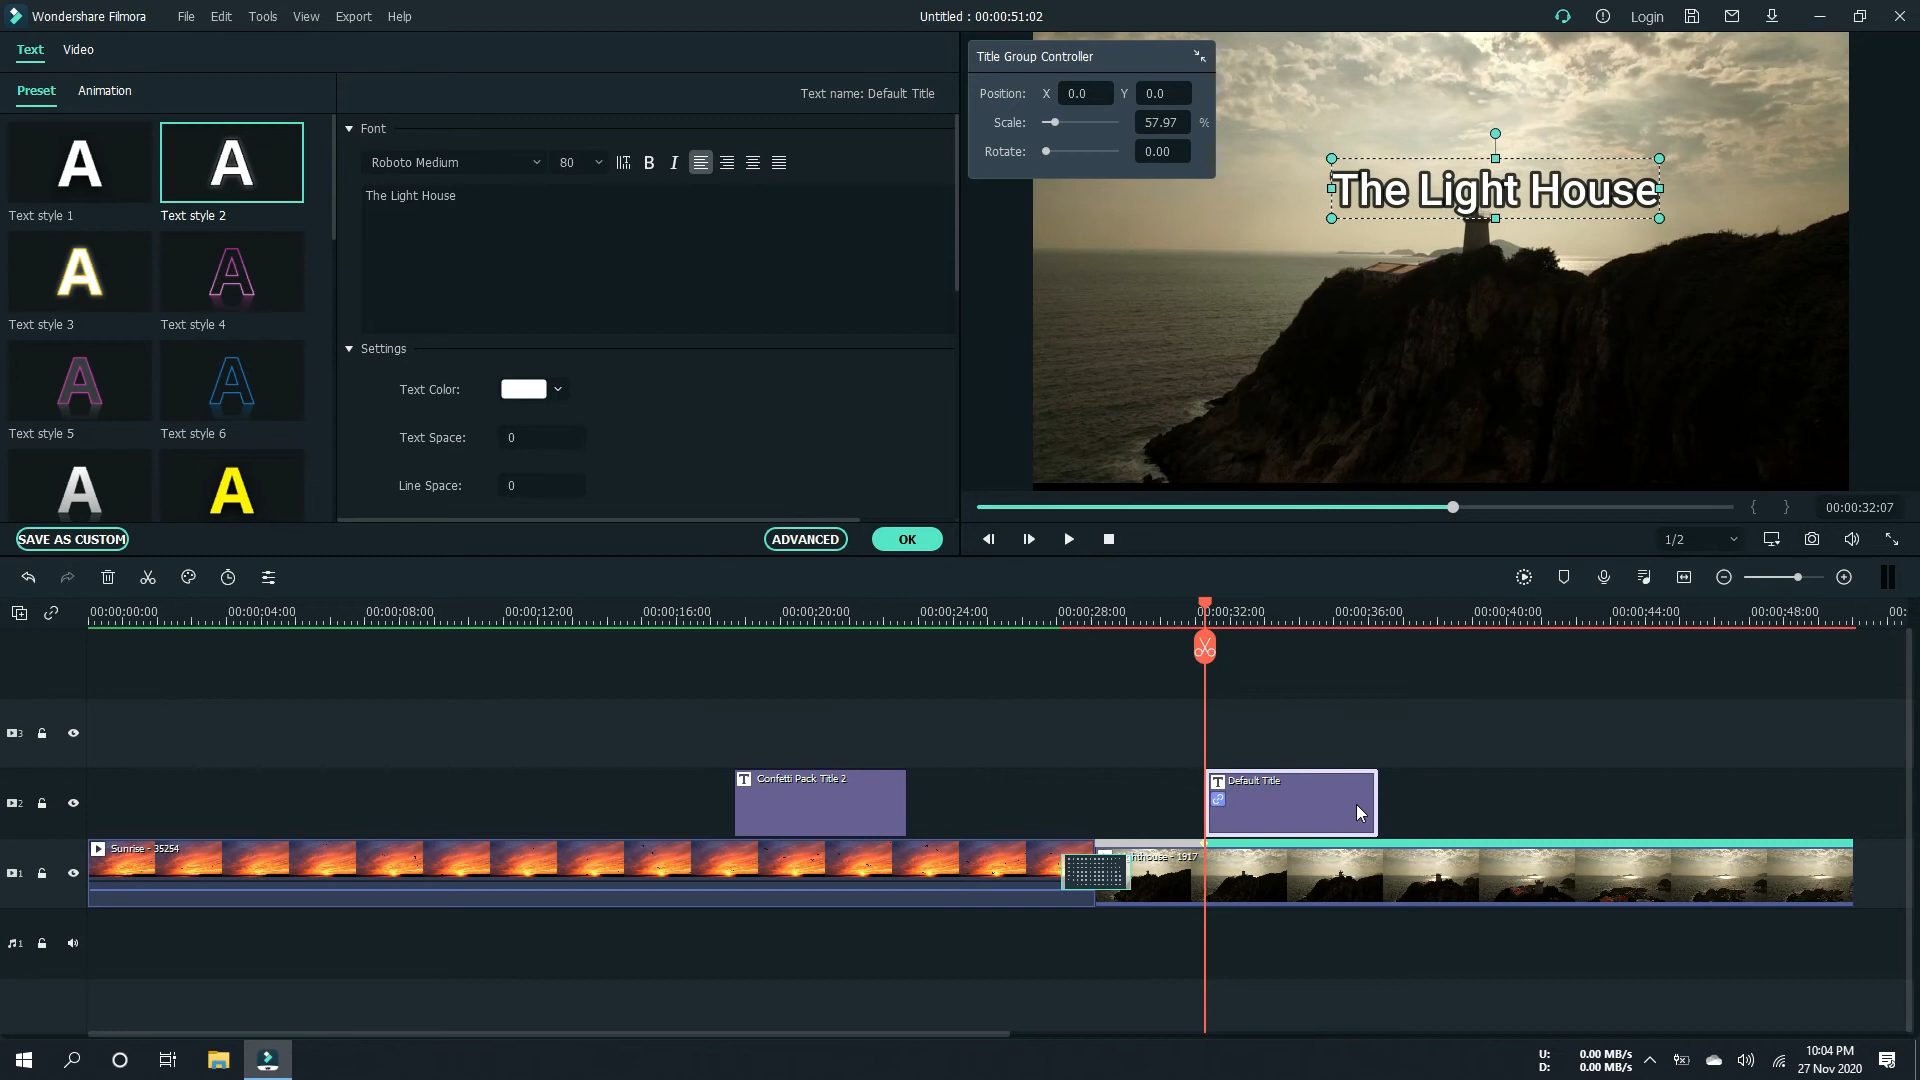 Wondershare Filmora File Edit Tools View Export Help Untitled : 00:00:51:02 Login
Text Video
Preset Animation
Text name: Default Title
Text style 1
Text style 2
Text style 3
Text style 4
Text style 5
Text style 6
Font
Roboto Medium 80 B I
The Light House
Settings
Text Color:
Text Space: 0
Line Space: 0
SAVE AS CUSTOM ADVANCED OK
Title Group Controller
Position: X 0.0 Y 0.0
Scale: 57.97 %
Rotate: 0.00
The Light House
{ } 00:00:32:07
1/2
00:00:00:00 00:00:04:00 00:00:08:00 00:00:12:00 00:00:16:00 00:00:20:00 00:00:24:00 00:00:28:00 00:00:32:00 00:00:36:00 00:00:40:00 00:00:44:00 00:00:48:00 00:
3
2
T Confetti Pack Title 2
T Default Title
1
Sunrise - 35254
hthouse - 1917
1
U: 0.00 MB/s
D: 0.00 MB/s
10:04 PM
27 Nov 2020